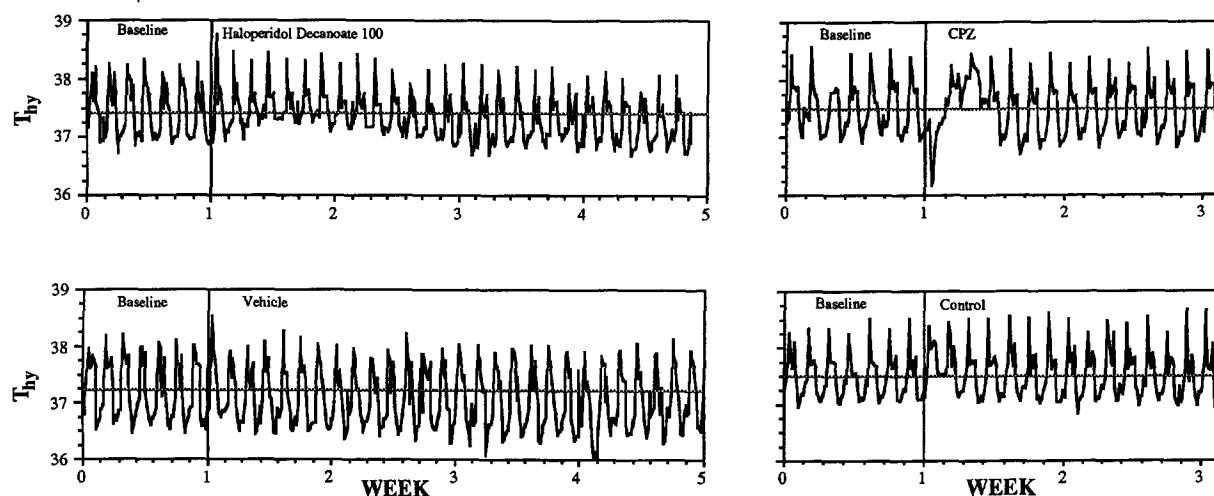 39
38
37
36
T hy
Baseline
Haloperidol Decanoate 100
0 1 2 3 4 5
Baseline
CPZ
0 1 2 3
39
38
37
36
T hy
Baseline
Vehicle
0 1 2 3 4 5
WEEK
Baseline
Control
0 1 2 3
WEEK